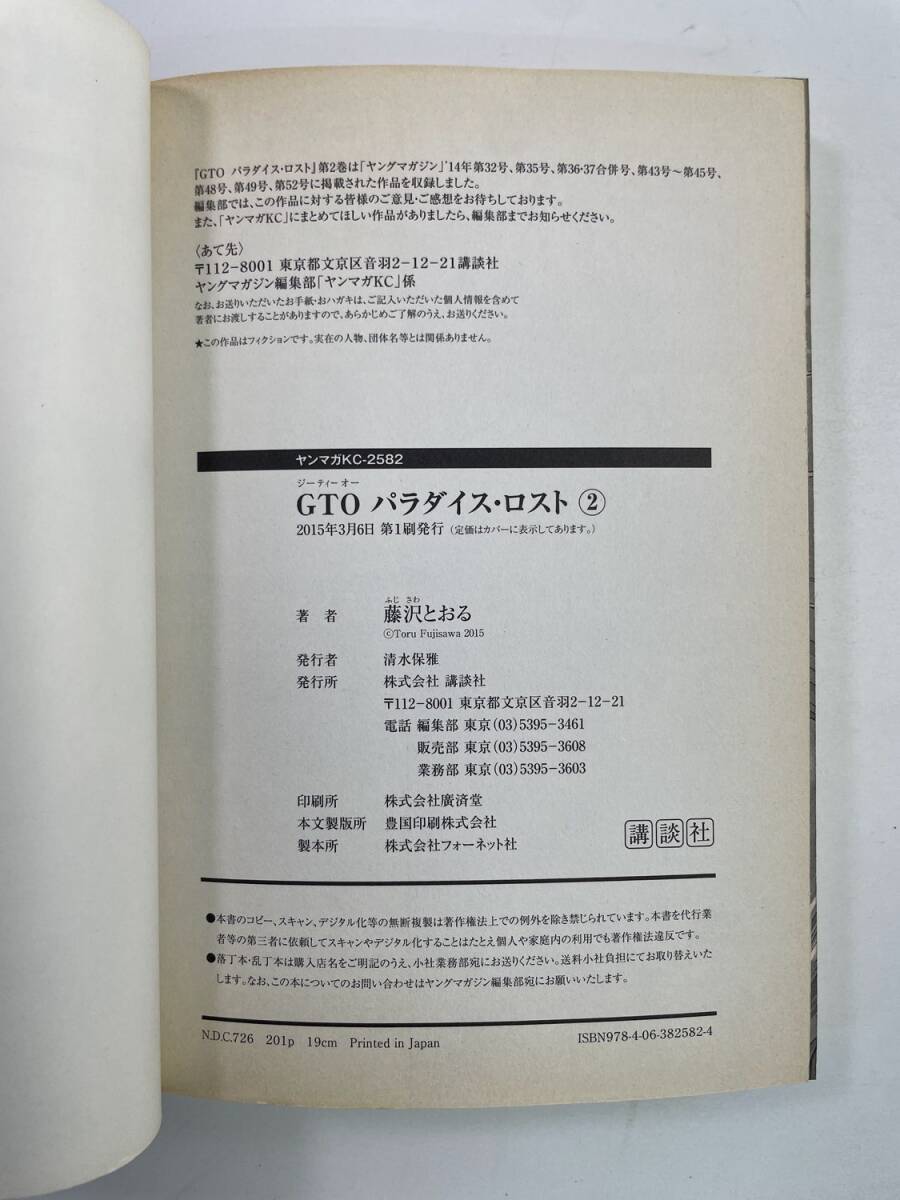 『GTO パラダイス・ロスト』第2巻は「ヤングマガジン」'14年第32号、第35号、第36・37合併号、第43号～第45号、
第48号、第49号、第52号に掲載された作品を収録しました。
編集部では、この作品に対する皆様のご意見・ご感想をお待ちしております。
また、「ヤンマガKC」にまとめてほしい作品がありましたら、編集部までお知らせください。
〈あて先〉
〒112-8001 東京都文京区音羽2-12-21講談社
ヤングマガジン編集部「ヤンマガKC」係
なお、お送りいただいたお手紙・おハガキは、ご記入いただいた個人情報を含めて
著者にお渡しすることがありますので、あらかじめご了解のうえ、お送りください。
★この作品はフィクションです。実在の人物、団体名等とは関係ありません。
ヤンマガKC-2582
ジーティーオー
GTO パラダイス・ロスト ②
2015年3月6日 第1刷発行（定価はカバーに表示してあります。）
ふじ さわ
著 者 藤沢とおる
©Toru Fujisawa 2015
発行者 清水保雅
発行所 株式会社 講談社
〒112-8001 東京都文京区音羽2-12-21
電話 編集部 東京(03)5395-3461
販売部 東京(03)5395-3608
業務部 東京(03)5395-3603
印刷所 株式会社廣済堂
本文製版所 豊国印刷株式会社
製本所 株式会社フォーネット社
講談社
●本書のコピー、スキャン、デジタル化等の無断複製は著作権法上での例外を除き禁じられています。本書を代行業
者等の第三者に依頼してスキャンやデジタル化することはたとえ個人や家庭内の利用でも著作権法違反です。
●落丁本・乱丁本は購入店名をご明記のうえ、小社業務部宛にお送りください。送料小社負担にてお取り替えいた
します。なお、この本についてのお問い合わせはヤングマガジン編集部宛にお願いいたします。
N.D.C.726 201p 19cm Printed in Japan
ISBN978-4-06-382582-4